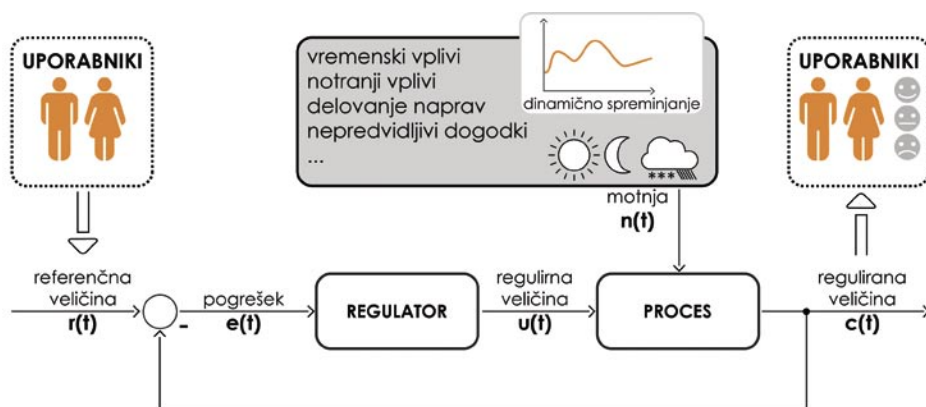 UPORABNIKI
vremenski vplivi
notranji vplivi
delovanje naprav
nepredvidljivi dogodki
...
dinamično spreminjanje
UPORABNIKI
motnja
n(t)
referenčna
veličina
r(t)
-
pogrešek
e(t)
REGULATOR
regulirna
veličina
u(t)
PROCES
regulirana
veličina
c(t)